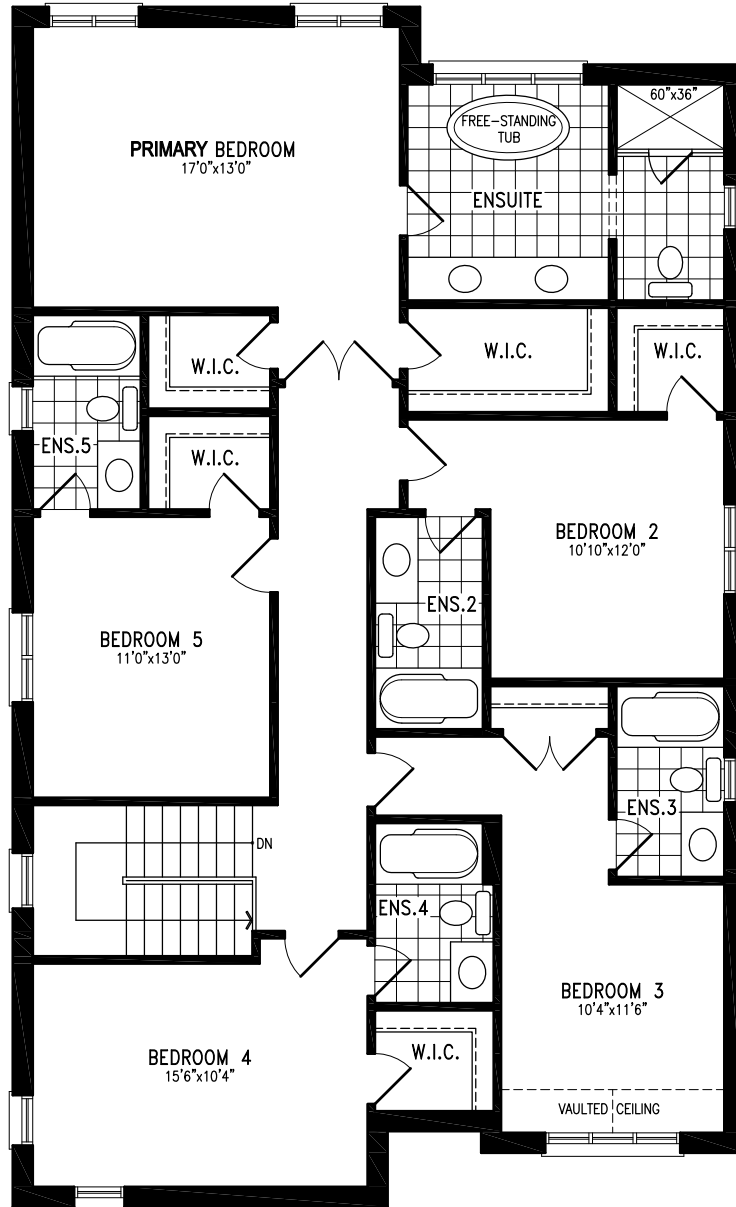 60"x36"
FREE-STANDING
TUB
PRIMARY BEDROOM
17'0"x13'0"
ENSUITE
W.I.C.
W.I.C.
W.I.C.
ENS.5
W.I.C.
BEDROOM 2
10'10"x12'0"
ENS.2
BEDROOM 5
11'0"x13'0"
ENS.3
DN
ENS.4
BEDROOM 3
10'4"x11'6"
BEDROOM 4
15'6"x10'4"
W.I.C.
VAULTED CEILING